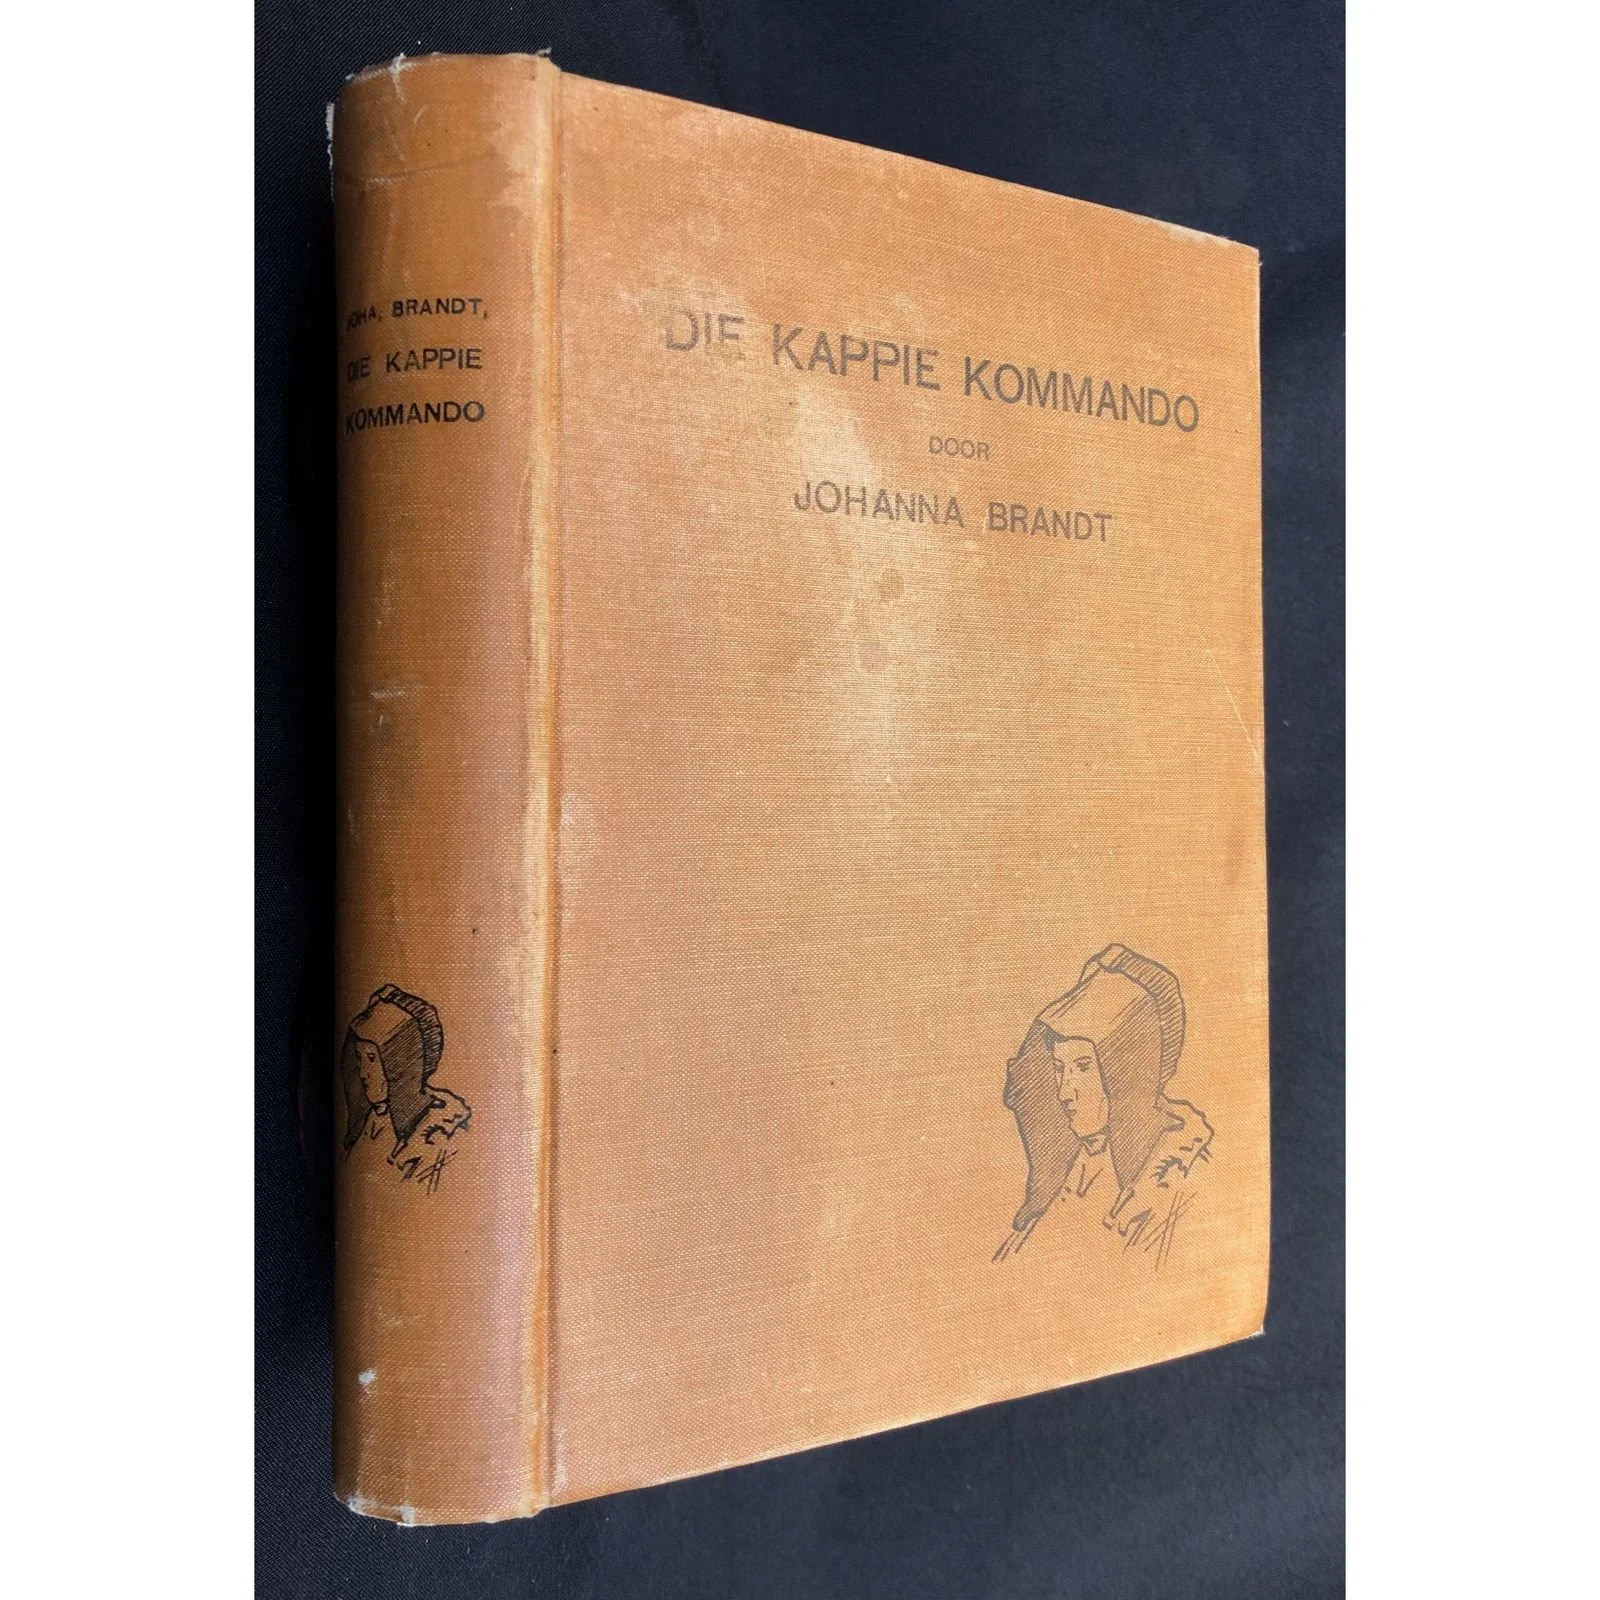 JOHA, BRANDT,
DIE KAPPIE
KOMMANDO
DIE KAPPIE KOMMANDO
DOOR
JOHANNA BRANDT